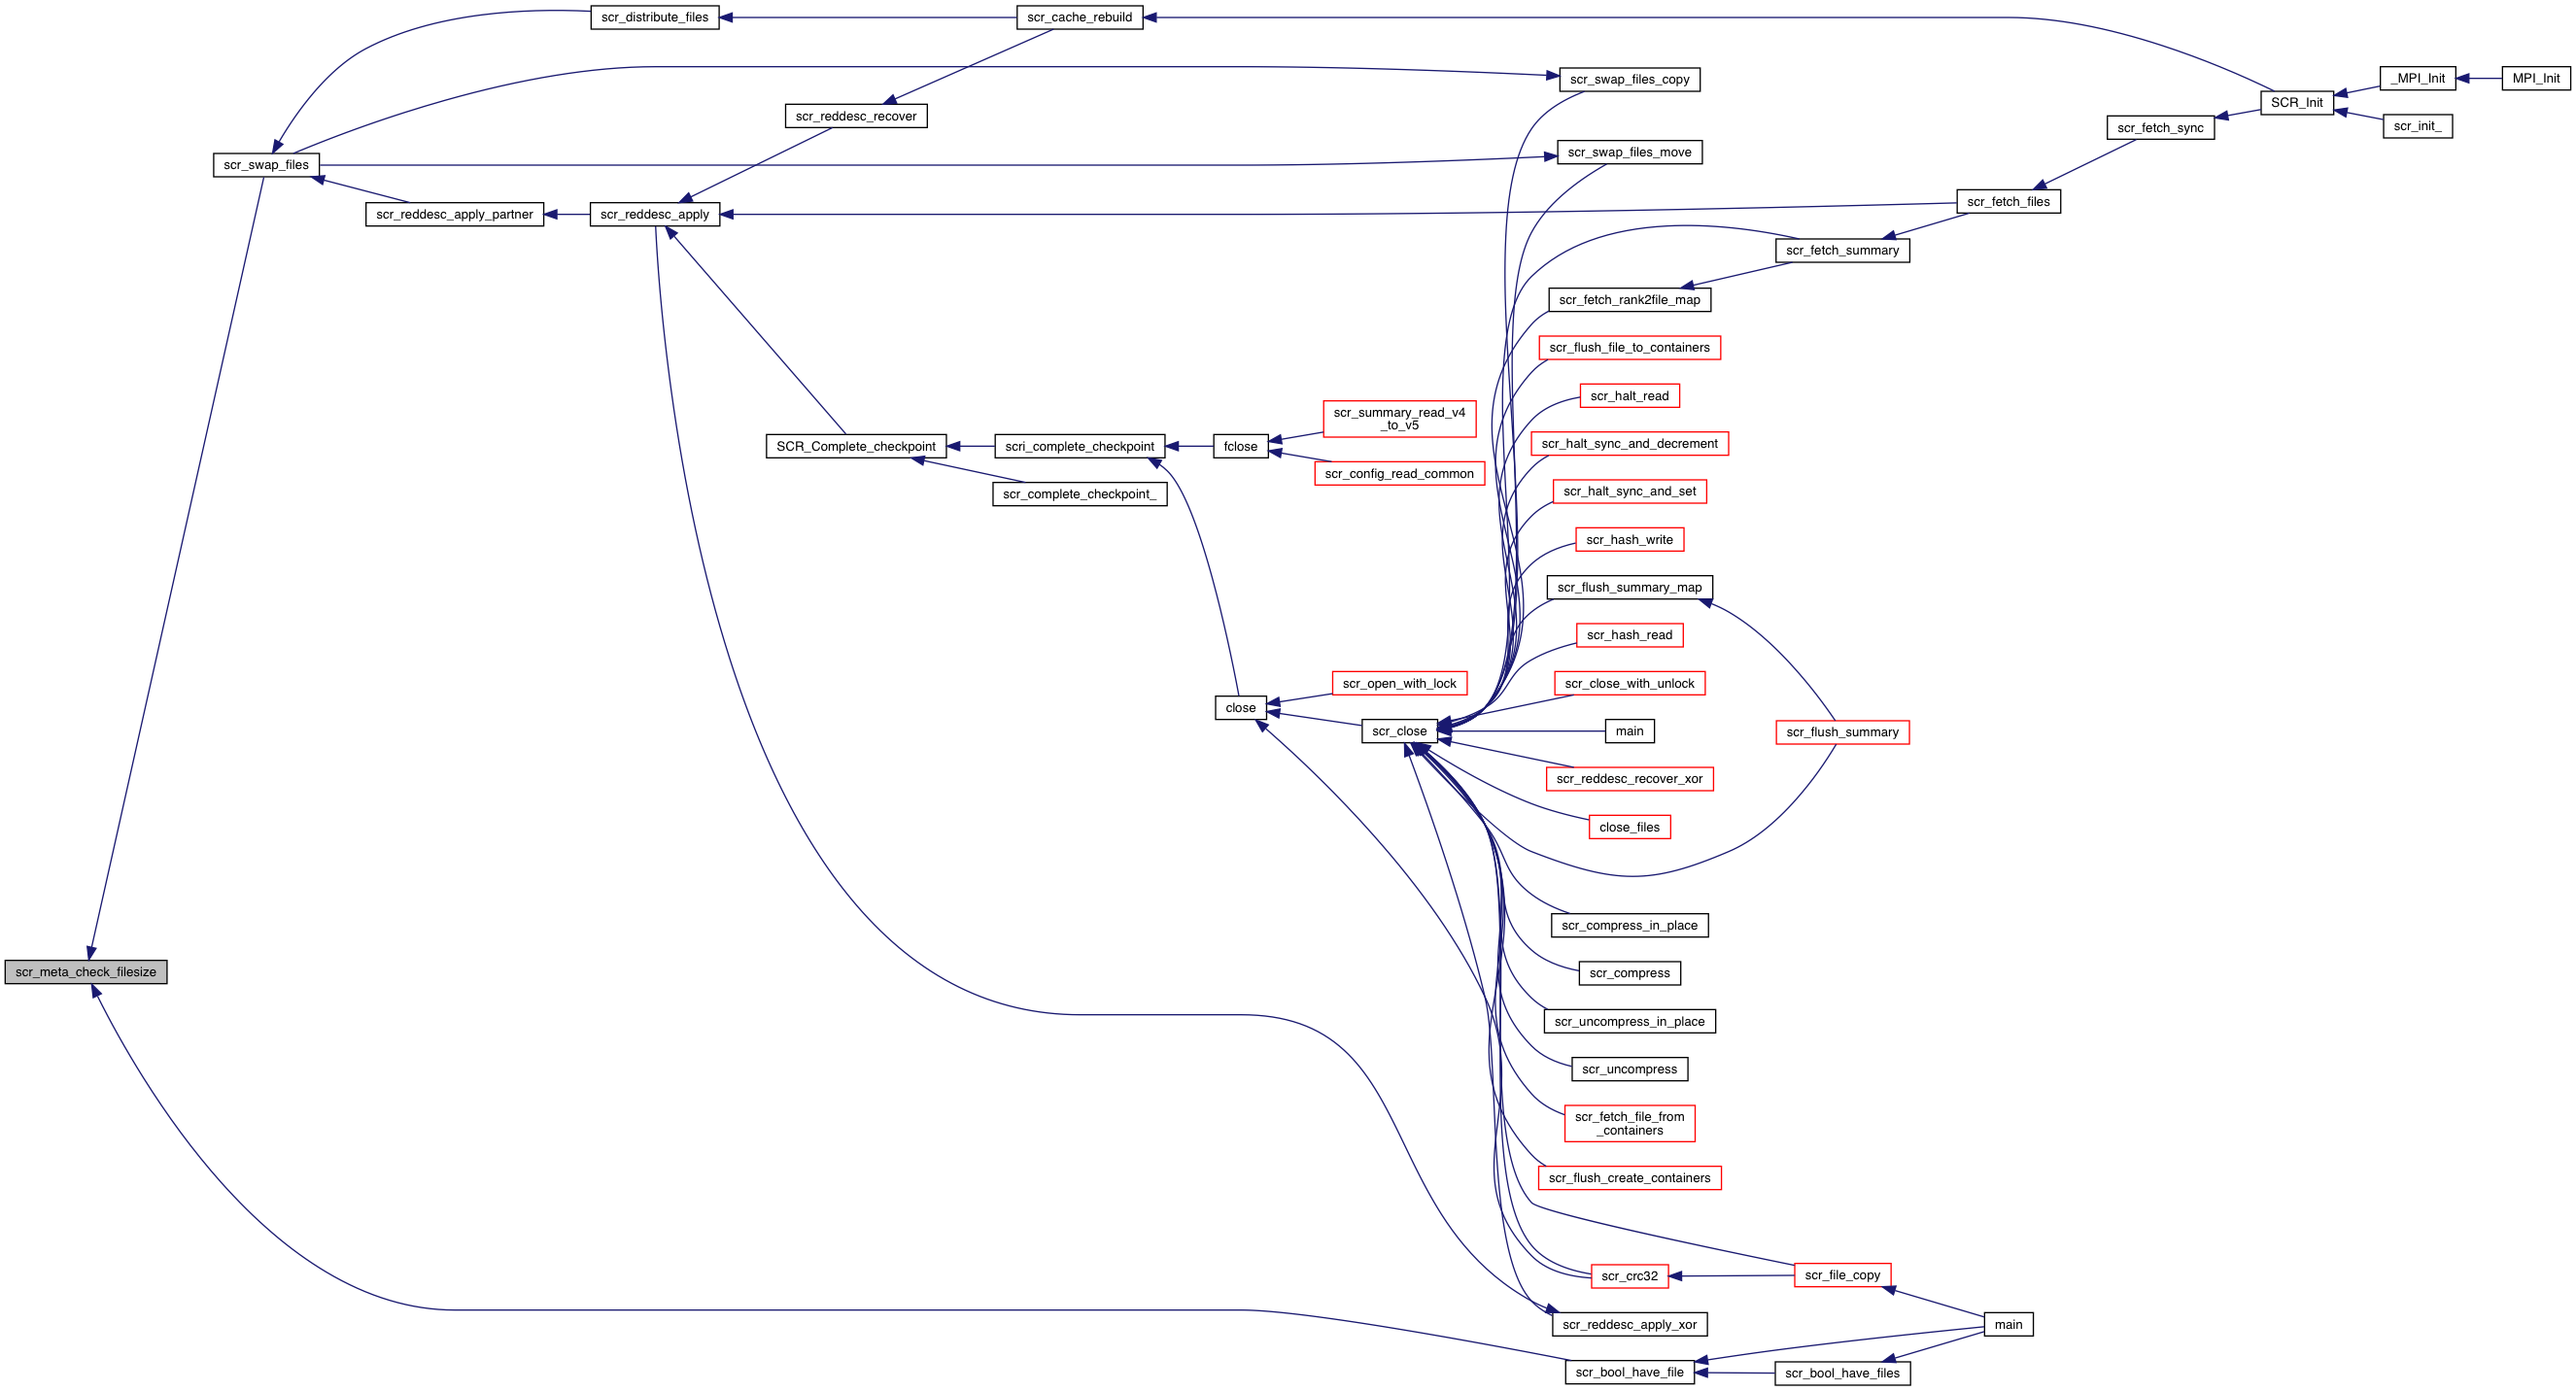 scr_distribute_files
scr_cache_rebuild
scr_swap_files_copy
_MPI_Init
MPI_Init
SCR_Init
scr_reddesc_recover
scr_fetch_sync
scr_init_
scr_swap_files_move
scr_swap_files
scr_fetch_files
scr_reddesc_apply_partner
scr_reddesc_apply
scr_fetch_summary
scr_fetch_rank2file_map
scr_flush_file_to_containers
scr_halt_read
scr_summary_read_v4
_to_v5
SCR_Complete_checkpoint
scri_complete_checkpoint
fclose
scr_halt_sync_and_decrement
scr_config_read_common
scr_complete_checkpoint_
scr_halt_sync_and_set
scr_hash_write
scr_flush_summary_map
scr_hash_read
scr_open_with_lock
scr_close_with_unlock
close
scr_close
main
scr_flush_summary
scr_reddesc_recover_xor
close_files
scr_compress_in_place
scr_meta_check_filesize
scr_compress
scr_uncompress_in_place
scr_uncompress
scr_fetch_file_from
_containers
scr_flush_create_containers
scr_crc32
scr_file_copy
scr_reddesc_apply_xor
main
scr_bool_have_file
scr_bool_have_files